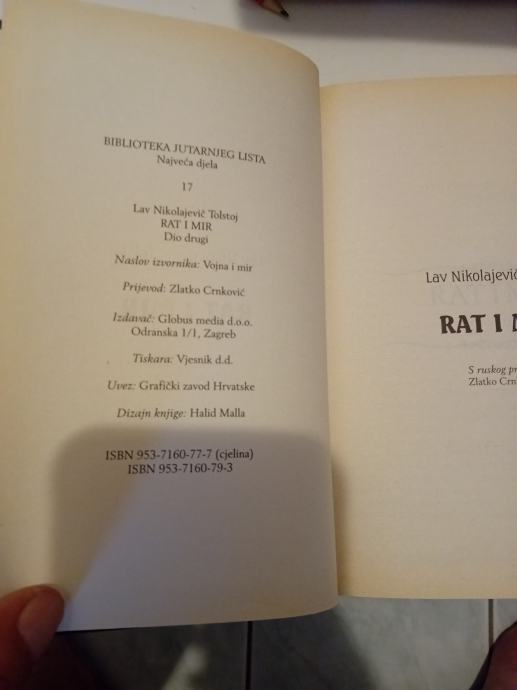 BIBLIOTEKA JUTARNJEG LISTA
Najveća djela
17
Lav Nikolajevič Tolstoj
RAT I MIR
Dio drugi
Naslov izvornika: Vojna i mir
Prijevod: Zlatko Crnković
Izdavač: Globus media d.o.o.
Odranska 1/1, Zagreb
Tiskara: Vjesnik d.d.
Uvez: Grafički zavod Hrvatske
Dizajn knjige: Halid Malla
ISBN 953-7160-77-7 (cjelina)
ISBN 953-7160-79-3
Lav Nikolajevič
RAT I
S ruskog
Zlatko